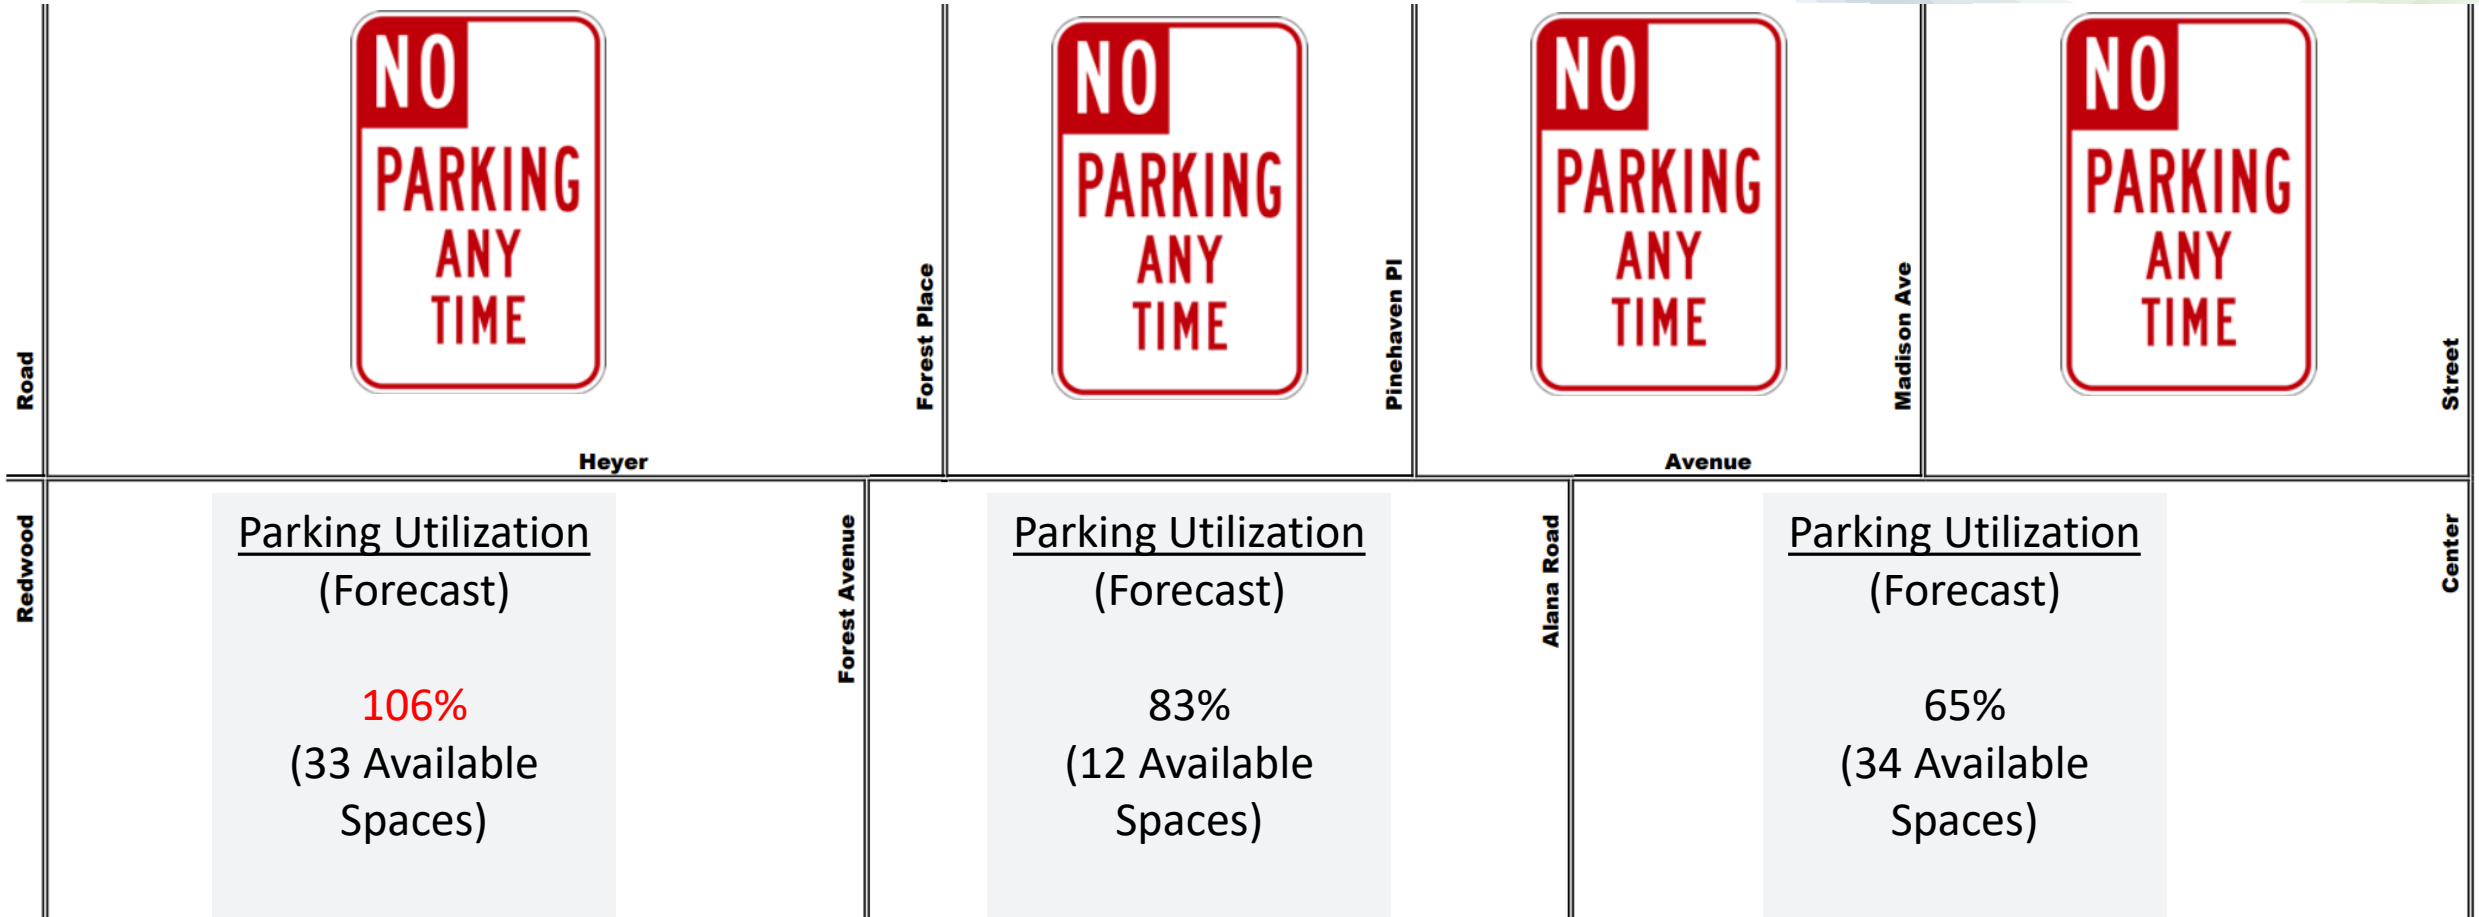 NO
PARKING
ANY
TIME
NO
PARKING
ANY
TIME
NO
PARKING
ANY
TIME
NO
PARKING
ANY
TIME
Road
Forest Place
Pinehaven Pl
Madison Ave
Street
Heyer
Avenue
Redwood
Parking Utilization
(Forecast)
106%
(33 Available
Spaces)
Forest Avenue
Parking Utilization
(Forecast)
83%
(12 Available
Spaces)
Alana Road
Parking Utilization
(Forecast)
65%
(34 Available
Spaces)
Center